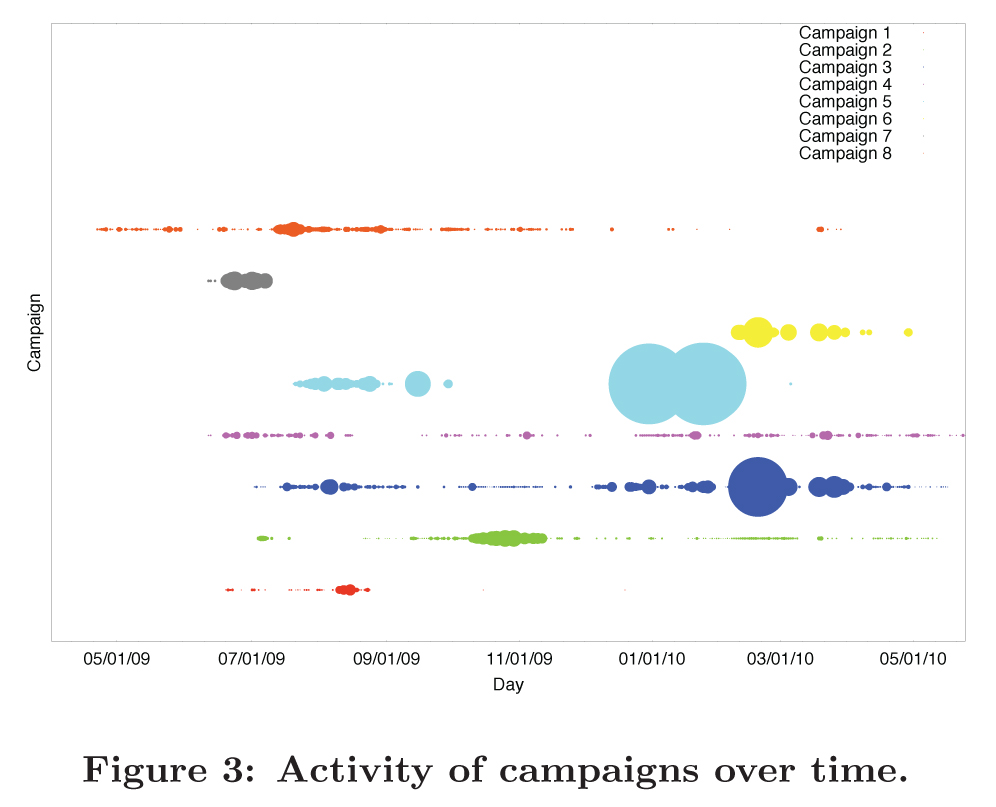 Campaign 1
Campaign 2
Campaign 3
Campaign 4
Campaign 5
Campaign 6
Campaign 7
Campaign 8
Campaign
05/01/09 07/01/09 09/01/09 11/01/09 01/01/10 03/01/10 05/01/10
Day
Figure 3: Activity of campaigns over time.